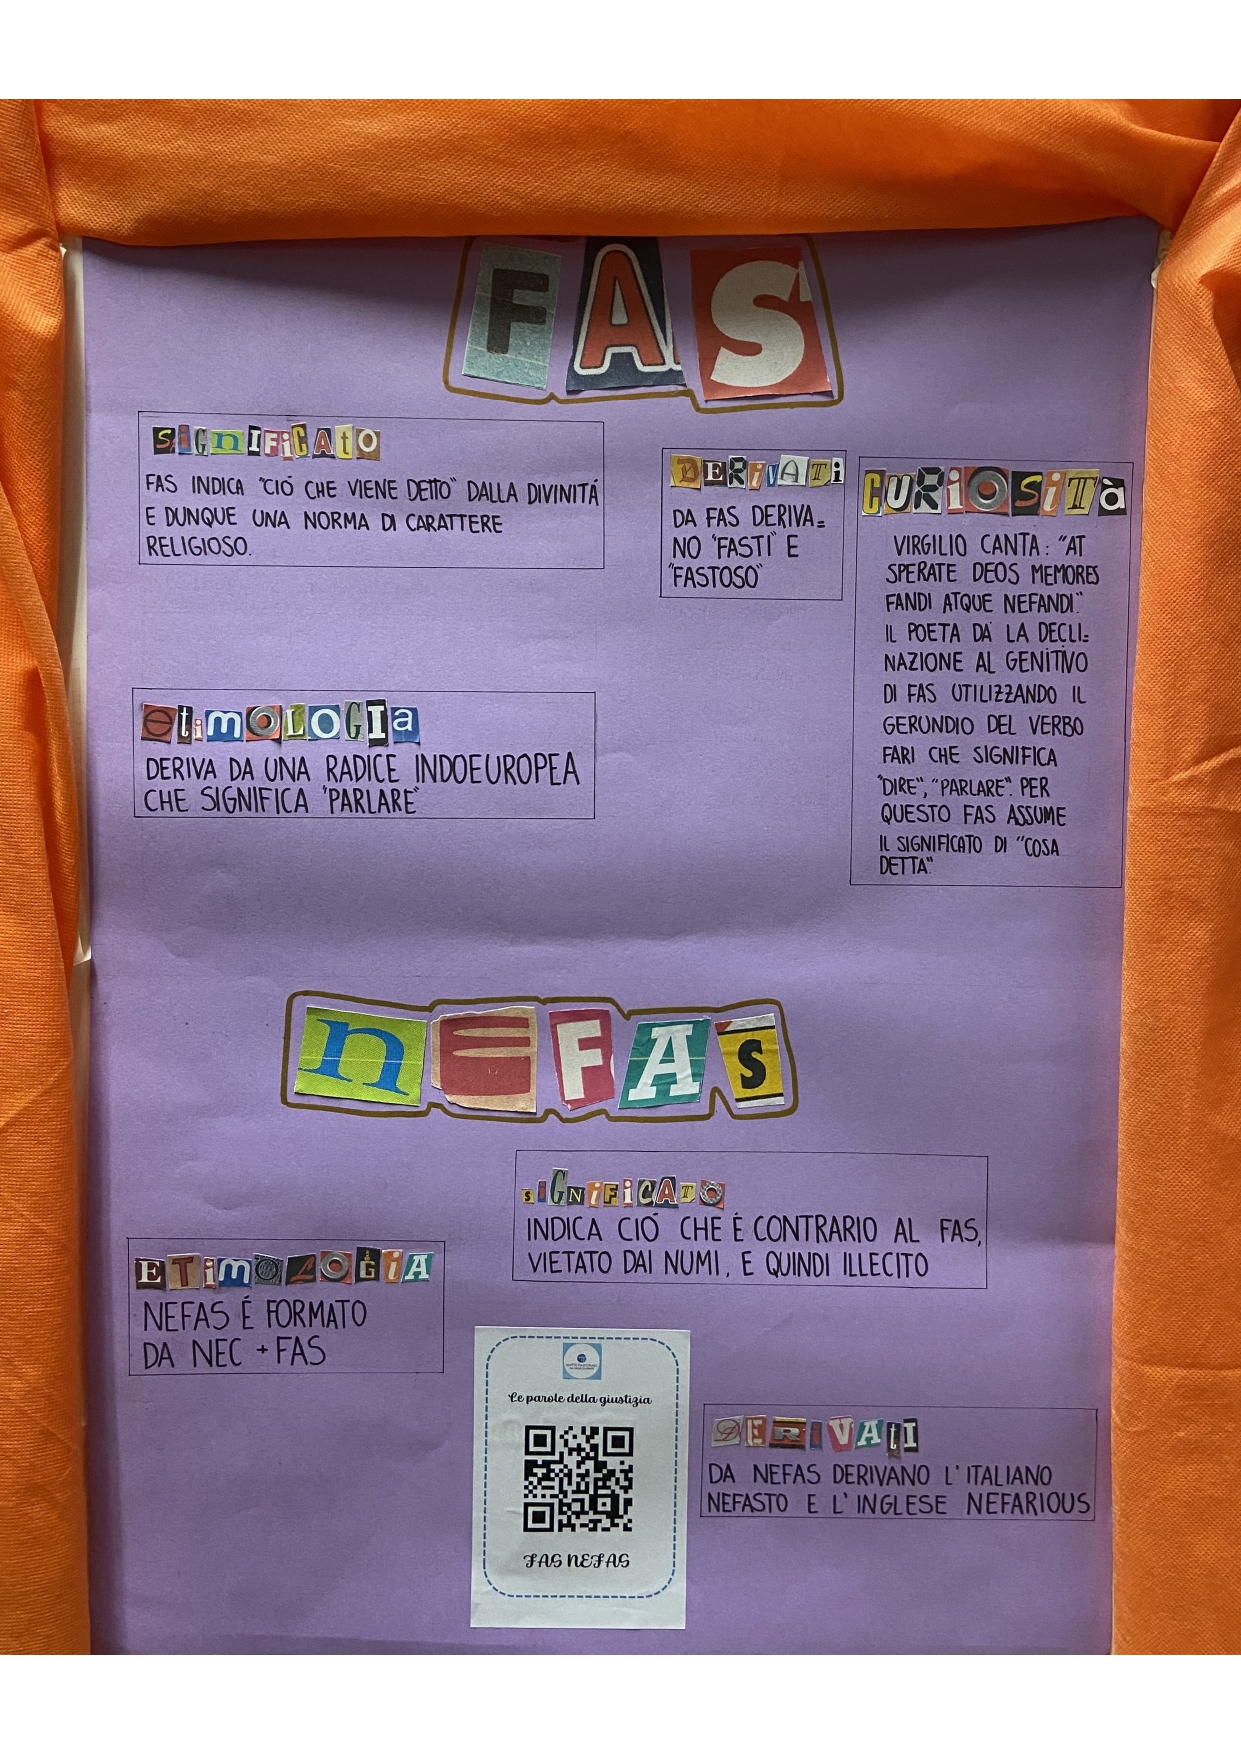 FAS
SiGnIFiCAtO
FAS INDICA "CIÓ CHE VIENE DETTO" DALLA DIVINITÁ
E DUNQUE UNA NORMA DI CARATTERE
RELIGIOSO.
DERiVATi
DA FAS DERIVA=
NO "FASTI" E
"FASTOSO"
CURiOSiTà
VIRGILIO CANTA: "AT
SPERATE DEOS MEMORES
FANDI ATQUE NEFANDI."
IL POETA DÁ LA DECLI=
NAZIONE AL GENITIVO
DI FAS UTILIZZANDO IL
GERUNDIO DEL VERBO
FARI CHE SIGNIFICA
"DIRE", "PARLARE". PER
QUESTO FAS ASSUME
IL SIGNIFICATO DI "COSA
DETTA"
etimOLOGIa
DERIVA DA UNA RADICE INDOEUROPEA
CHE SIGNIFICA "PARLARE"
nEFAS
SiGNiFiCATO
INDICA CIÓ CHE É CONTRARIO AL FAS,
VIETATO DAI NUMI, E QUINDI ILLECITO
ETimOLOGiA
NEFAS É FORMATO
DA NEC + FAS
Le parole della giustizia
FAS NEFAS
DERIVAtI
DA NEFAS DERIVANO L'ITALIANO
NEFASTO E L'INGLESE NEFARIOUS